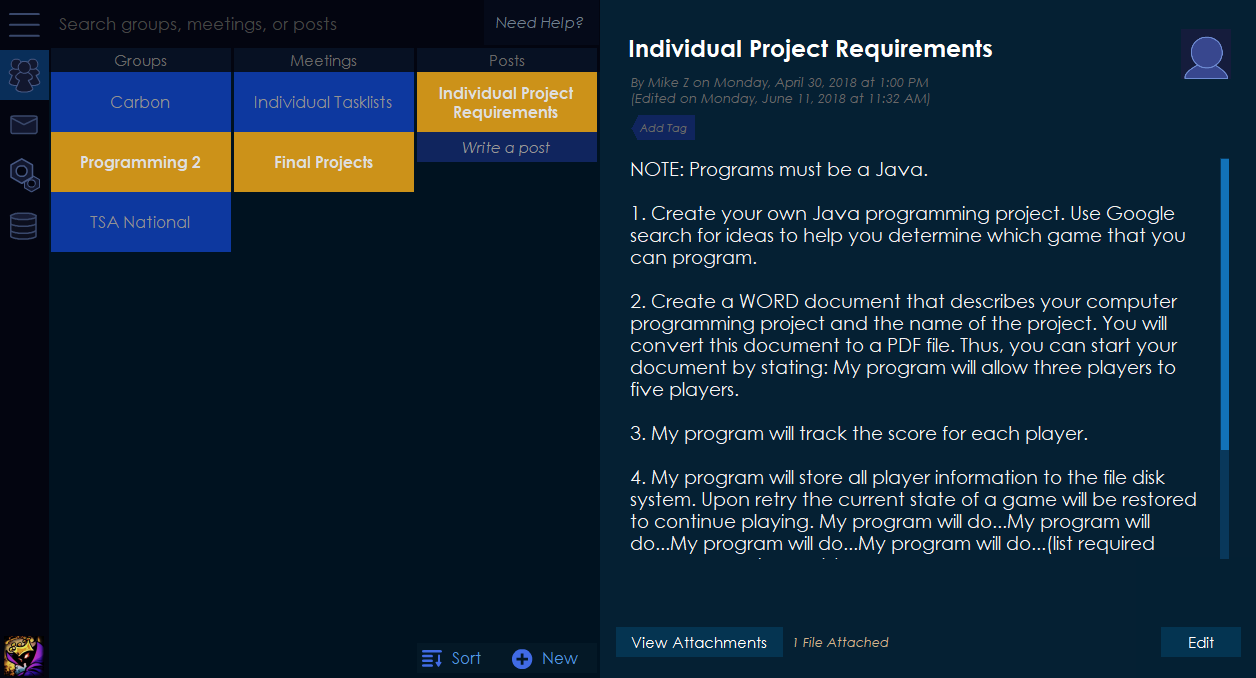 Search groups, meetings, or posts
Need Help?
Groups
Meetings
Posts
Carbon
Individual Tasklists
Individual Project
Requirements
Programming 2
Final Projects
Write a post
TSA National
Sort
New
Individual Project Requirements
By Mike Z on Monday, April 30, 2018 at 1:00 PM
(Edited on Monday, June 11, 2018 at 11:32 AM)
Add Tag
NOTE: Programs must be a Java.
1. Create your own Java programming project. Use Google
search for ideas to help you determine which game that you
can program.
2. Create a WORD document that describes your computer
programming project and the name of the project. You will
convert this document to a PDF file. Thus, you can start your
document by stating: My program will allow three players to
five players.
3. My program will track the score for each player.
4. My program will store all player information to the file disk
system. Upon retry the current state of a game will be restored
to continue playing. My program will do...My program will
do...My program will do...My program will do...(list required
View Attachments
1 File Attached
Edit